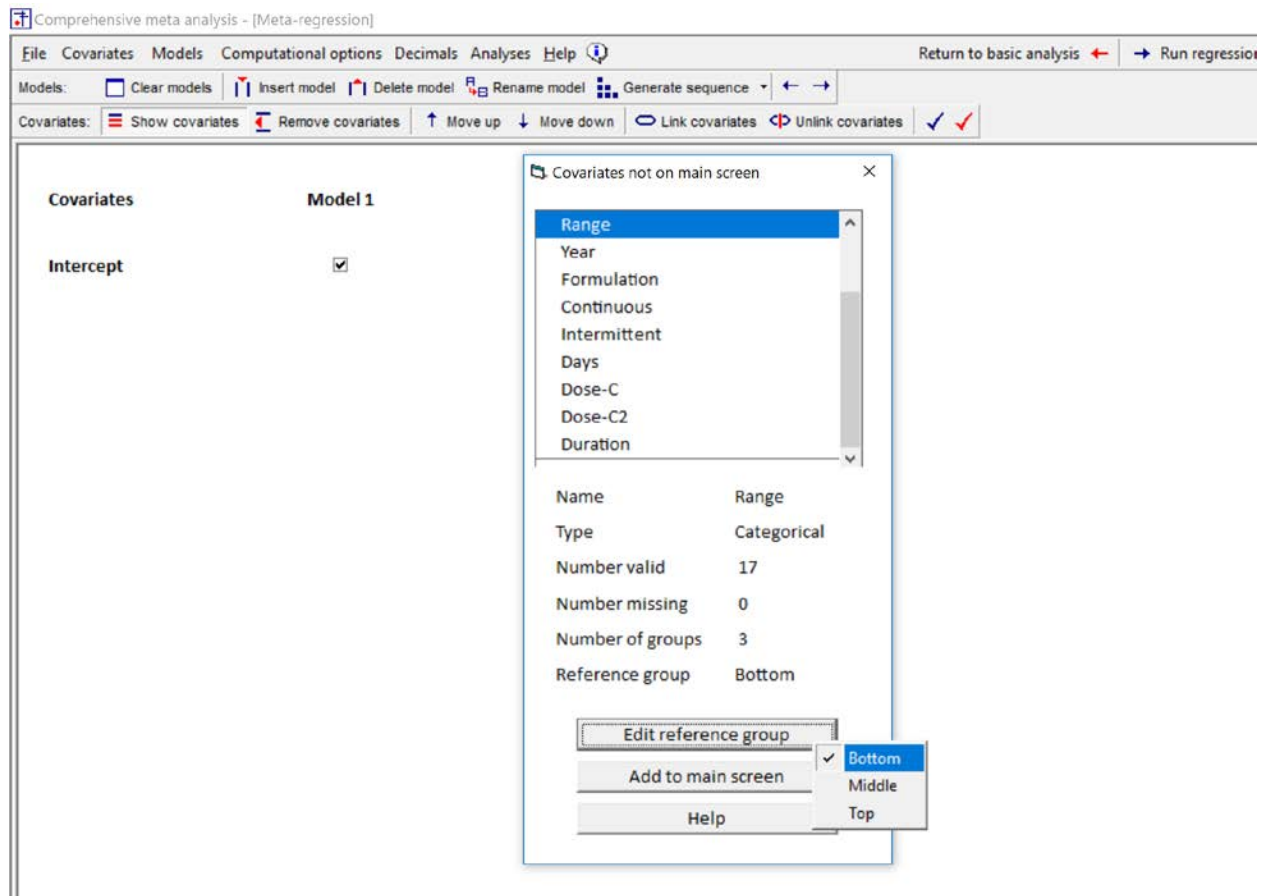 Comprehensive meta analysis - [Meta-regression]
File Covariates Models Computational options Decimals Analyses Help Return to basic analysis Run regression
Models: Clear models Insert model Delete model Rename model Generate sequence
Covariates: Show covariates Remove covariates Move up Move down Link covariates Unlink covariates
Covariates Model 1
Intercept
Covariates not on main screen
Range
Year
Formulation
Continuous
Intermittent
Days
Dose-C
Dose-C2
Duration
Name Range
Type Categorical
Number valid 17
Number missing 0
Number of groups 3
Reference group Bottom
Edit reference group
Add to main screen
Help
Bottom
Middle
Top